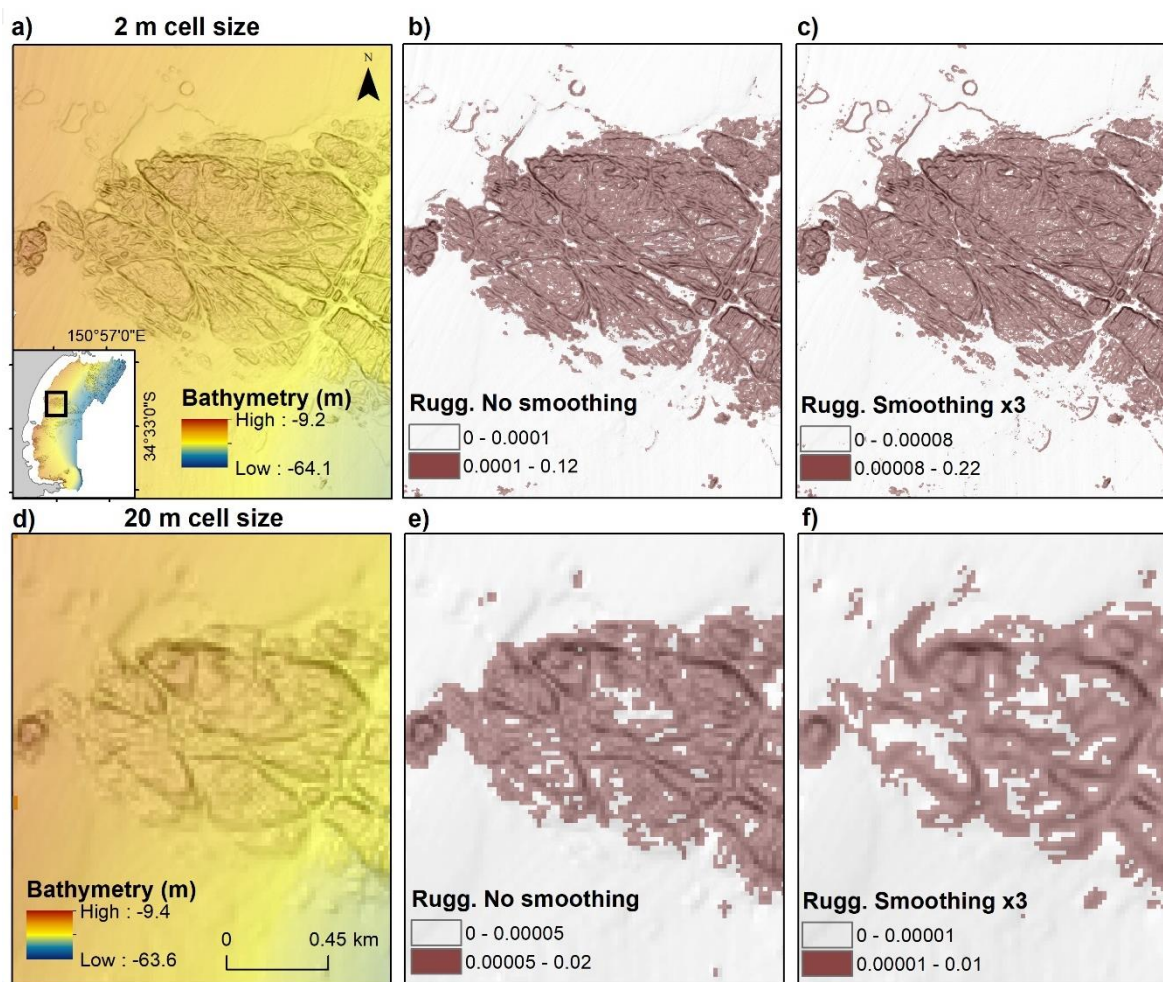 a) 2 m cell size
b)
c)
N
150°57'0"E
34°33'0"S
Bathymetry (m)
High : -9.2
Low : -64.1
Rugg. No smoothing
0 - 0.0001
0.0001 - 0.12
Rugg. Smoothing x3
0 - 0.00008
0.00008 - 0.22
d) 20 m cell size
e)
f)
Bathymetry (m)
High : -9.4
Low : -63.6
0 0.45 km
Rugg. No smoothing
0 - 0.00005
0.00005 - 0.02
Rugg. Smoothing x3
0 - 0.00001
0.00001 - 0.01